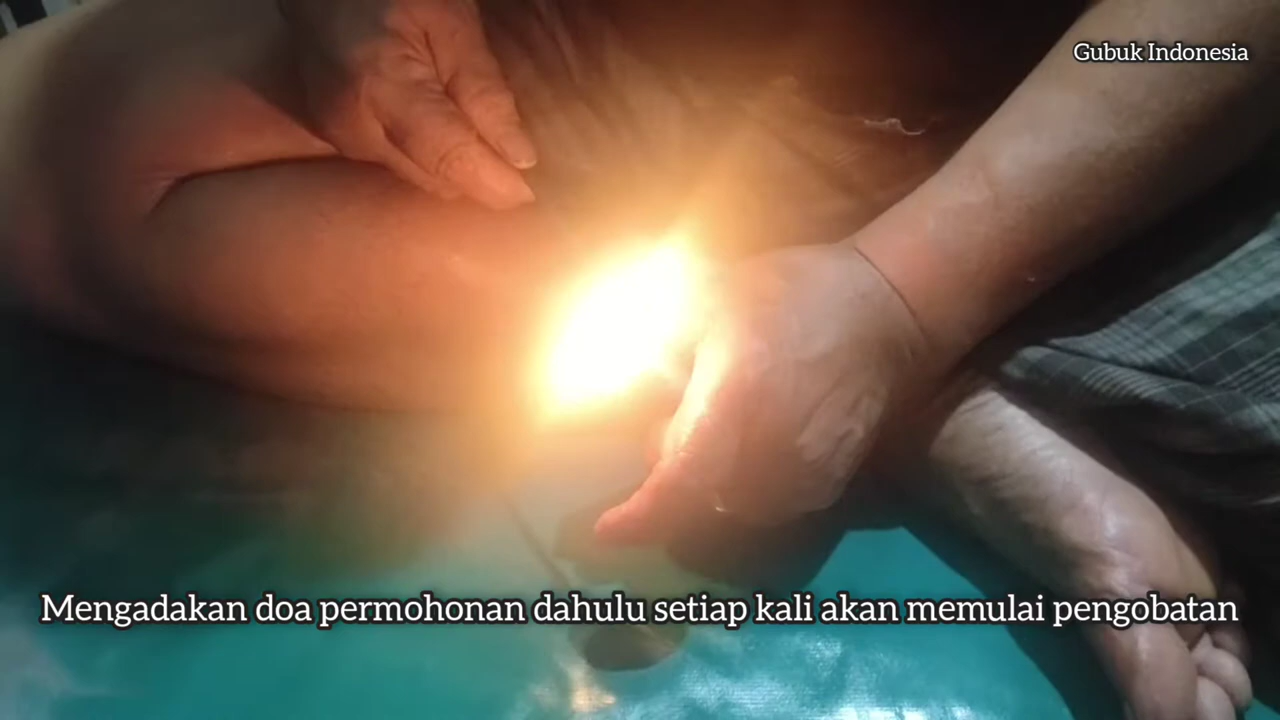 Gubuk Indonesia
Mengadakan doa permohonan dahulu setiap kali akan memulai pengobatan